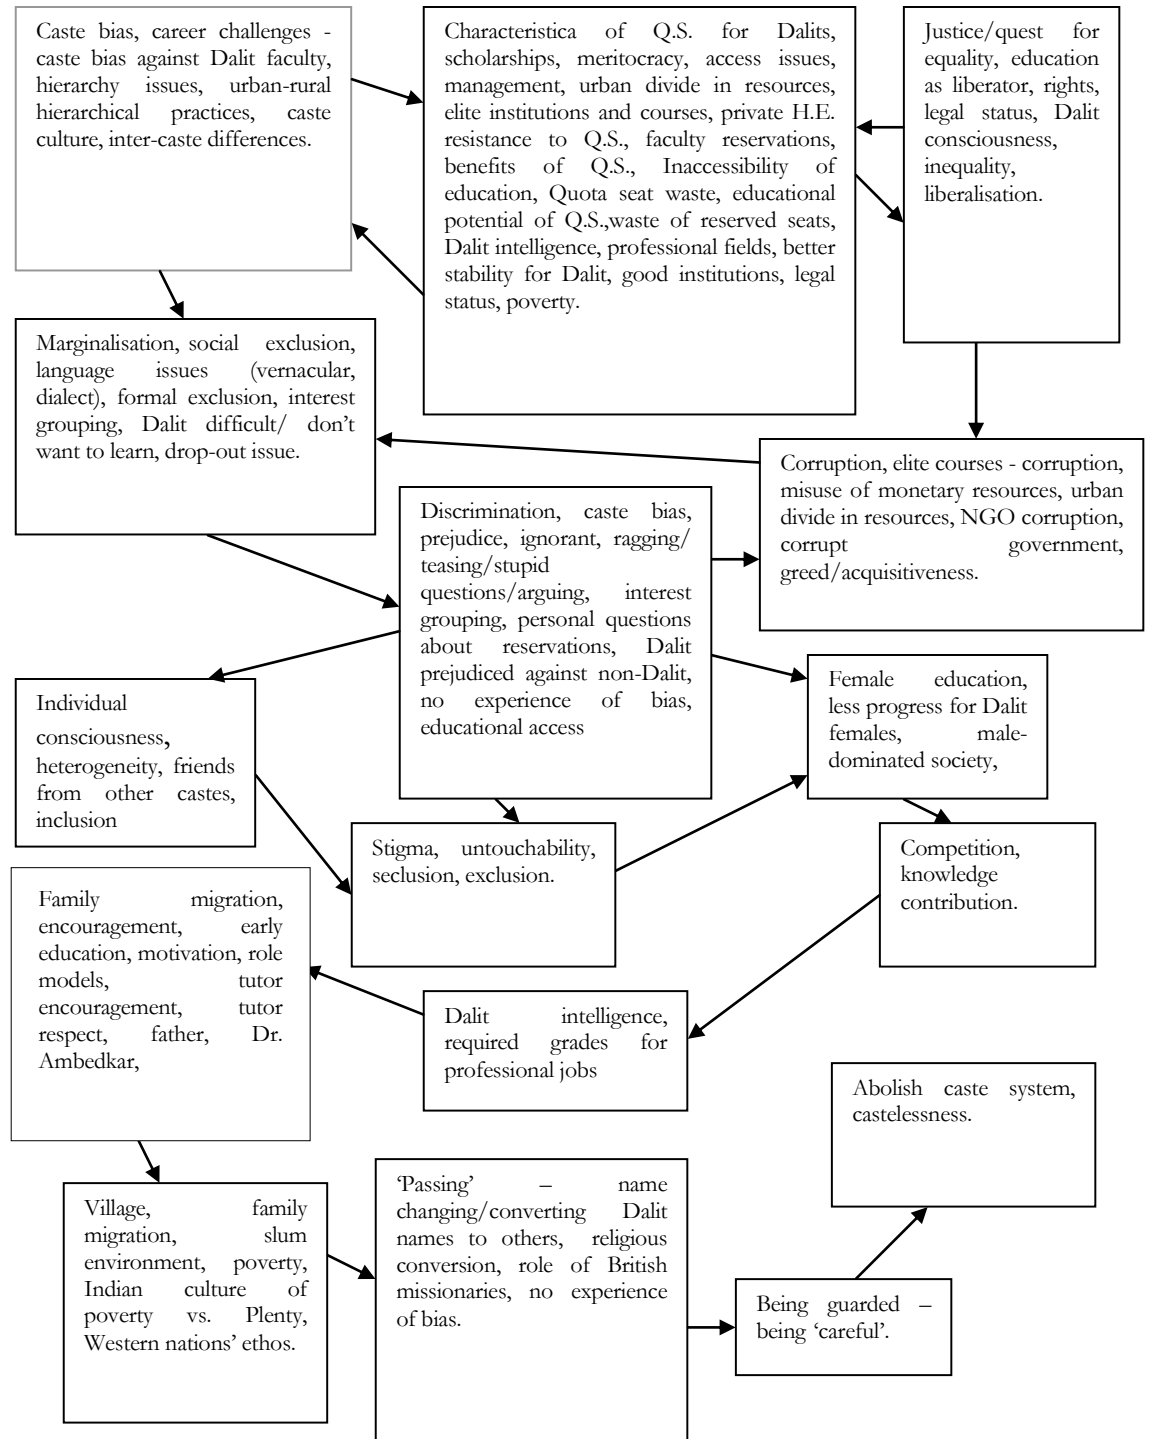 Caste bias, career challenges -
caste bias against Dalit faculty,
hierarchy issues, urban-rural
hierarchical practices, caste
culture, inter-caste differences.
Characteristica of Q.S. for Dalits,
scholarships, meritocracy, access issues,
management, urban divide in resources,
elite institutions and courses, private H.E.
resistance to Q.S., faculty reservations,
benefits of Q.S., Inaccessibility of
education, Quota seat waste, educational
potential of Q.S.,waste of reserved seats,
Dalit intelligence, professional fields, better
stability for Dalit, good institutions, legal
status, poverty.
Justice/quest for
equality, education
as liberator, rights,
legal status, Dalit
consciousness,
inequality,
liberalisation.
Marginalisation, social exclusion,
language issues (vernacular,
dialect), formal exclusion, interest
grouping, Dalit difficult/ don't
want to learn, drop-out issue.
Corruption, elite courses - corruption,
misuse of monetary resources, urban
divide in resources, NGO corruption,
corrupt government,
greed/acquisitiveness.
Discrimination, caste bias,
prejudice, ignorant, ragging/
teasing/stupid
questions/arguing, interest
grouping, personal questions
about reservations, Dalit
prejudiced against non-Dalit,
no experience of bias,
educational access
Individual
consciousness,
heterogeneity, friends
from other castes,
inclusion
Female education,
less progress for Dalit
females, male-
dominated society,
Stigma, untouchability,
seclusion, exclusion.
Competition,
knowledge
contribution.
Family migration,
encouragement, early
education, motivation, role
models, tutor
encouragement, tutor
respect, father, Dr.
Ambedkar,
Dalit intelligence,
required grades for
professional jobs
Abolish caste system,
castelessness.
Village, family
migration, slum
environment, poverty,
Indian culture of
poverty vs. Plenty,
Western nations' ethos.
'Passing' – name
changing/converting Dalit
names to others, religious
conversion, role of British
missionaries, no experience
of bias.
Being guarded –
being 'careful'.